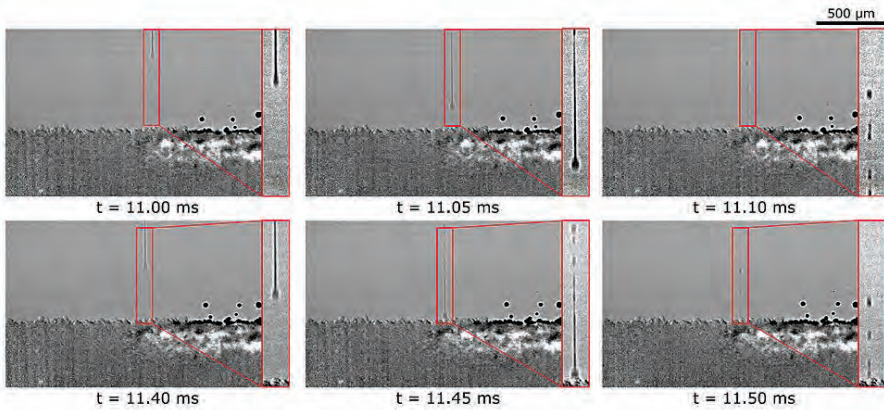 500 µm
t = 11.00 ms
t = 11.05 ms
t = 11.10 ms
t = 11.40 ms
t = 11.45 ms
t = 11.50 ms